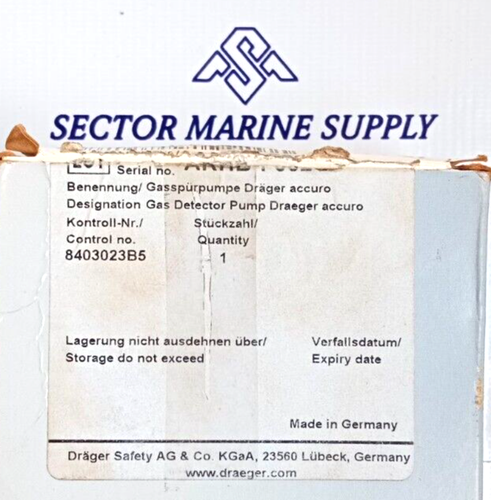 SECTOR MARINE SUPPLY
LOT Serial no.
Benennung/ Gasspürpumpe Dräger accuro
Designation Gas Detector Pump Draeger accuro
Kontroll-Nr./ Stückzahl/
Control no. Quantity
8403023B5 1
Lagerung nicht ausdehnen über/ Verfallsdatum/
Storage do not exceed Expiry date
Made in Germany
Dräger Safety AG & Co. KGaA, 23560 Lübeck, Germany
www.draeger.com